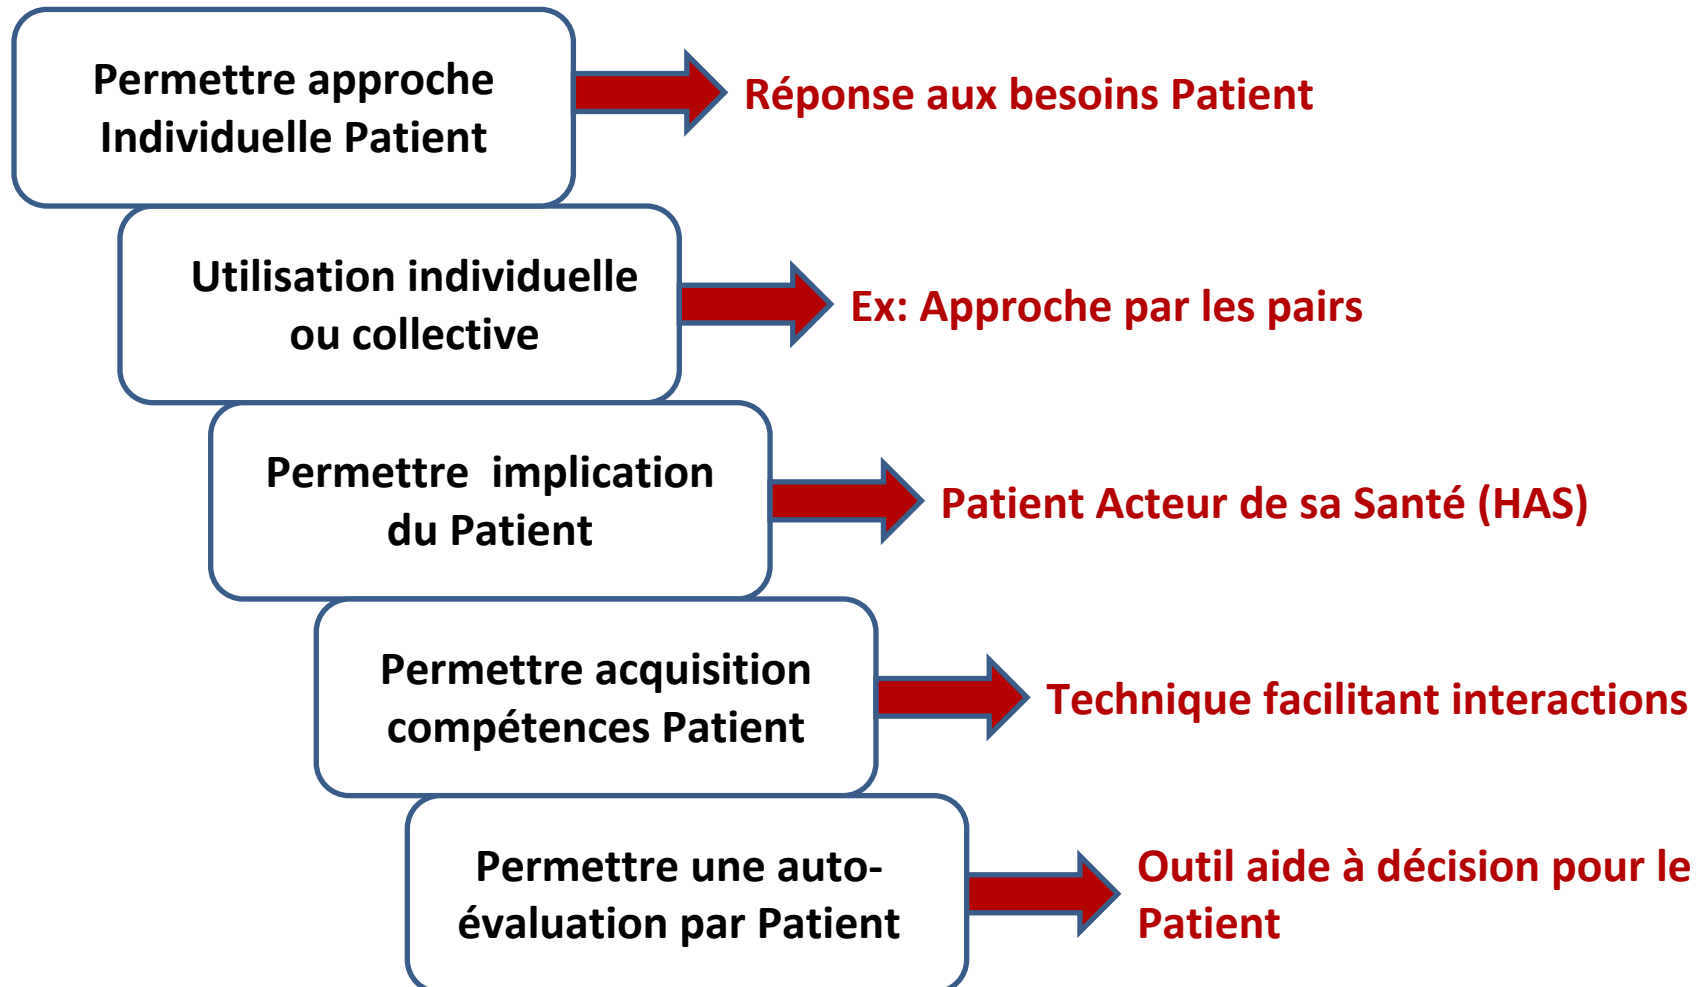 Permettre approche
Individuelle Patient
Réponse aux besoins Patient
Utilisation individuelle
ou collective
Ex: Approche par les pairs
Permettre  implication
du Patient
Patient Acteur de sa Santé (HAS)
Permettre acquisition
compétences Patient
Technique facilitant interactions
Permettre une auto-
évaluation par Patient
Outil aide à décision pour le
Patient